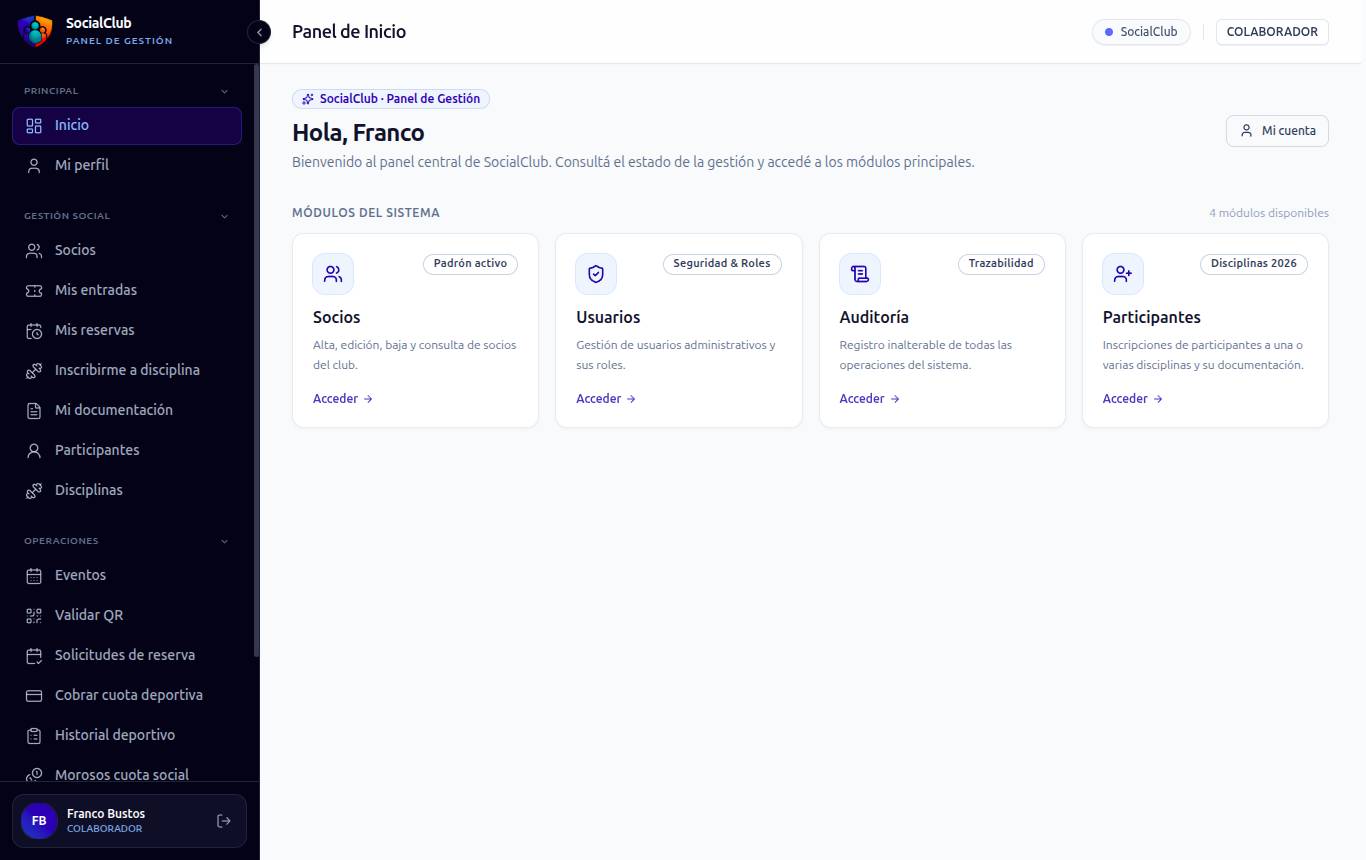 SocialClub
PANEL DE GESTIÓN
PRINCIPAL
Inicio
Mi perfil
GESTIÓN SOCIAL
Socios
Mis entradas
Mis reservas
Inscribirme a disciplina
Mi documentación
Participantes
Disciplinas
OPERACIONES
Eventos
Validar QR
Solicitudes de reserva
Cobrar cuota deportiva
Historial deportivo
Morosos cuota social
FB
Franco Bustos
COLABORADOR
Panel de Inicio
SocialClub
COLABORADOR
SocialClub · Panel de Gestión
Hola, Franco
Bienvenido al panel central de SocialClub. Consultá el estado de la gestión y accedé a los módulos principales.
Mi cuenta
MÓDULOS DEL SISTEMA
4 módulos disponibles
Padrón activo
Socios
Alta, edición, baja y consulta de socios
del club.
Acceder →
Seguridad & Roles
Usuarios
Gestión de usuarios administrativos y
sus roles.
Acceder →
Trazabilidad
Auditoría
Registro inalterable de todas las
operaciones del sistema.
Acceder →
Disciplinas 2026
Participantes
Inscripciones de participantes a una o
varias disciplinas y su documentación.
Acceder →